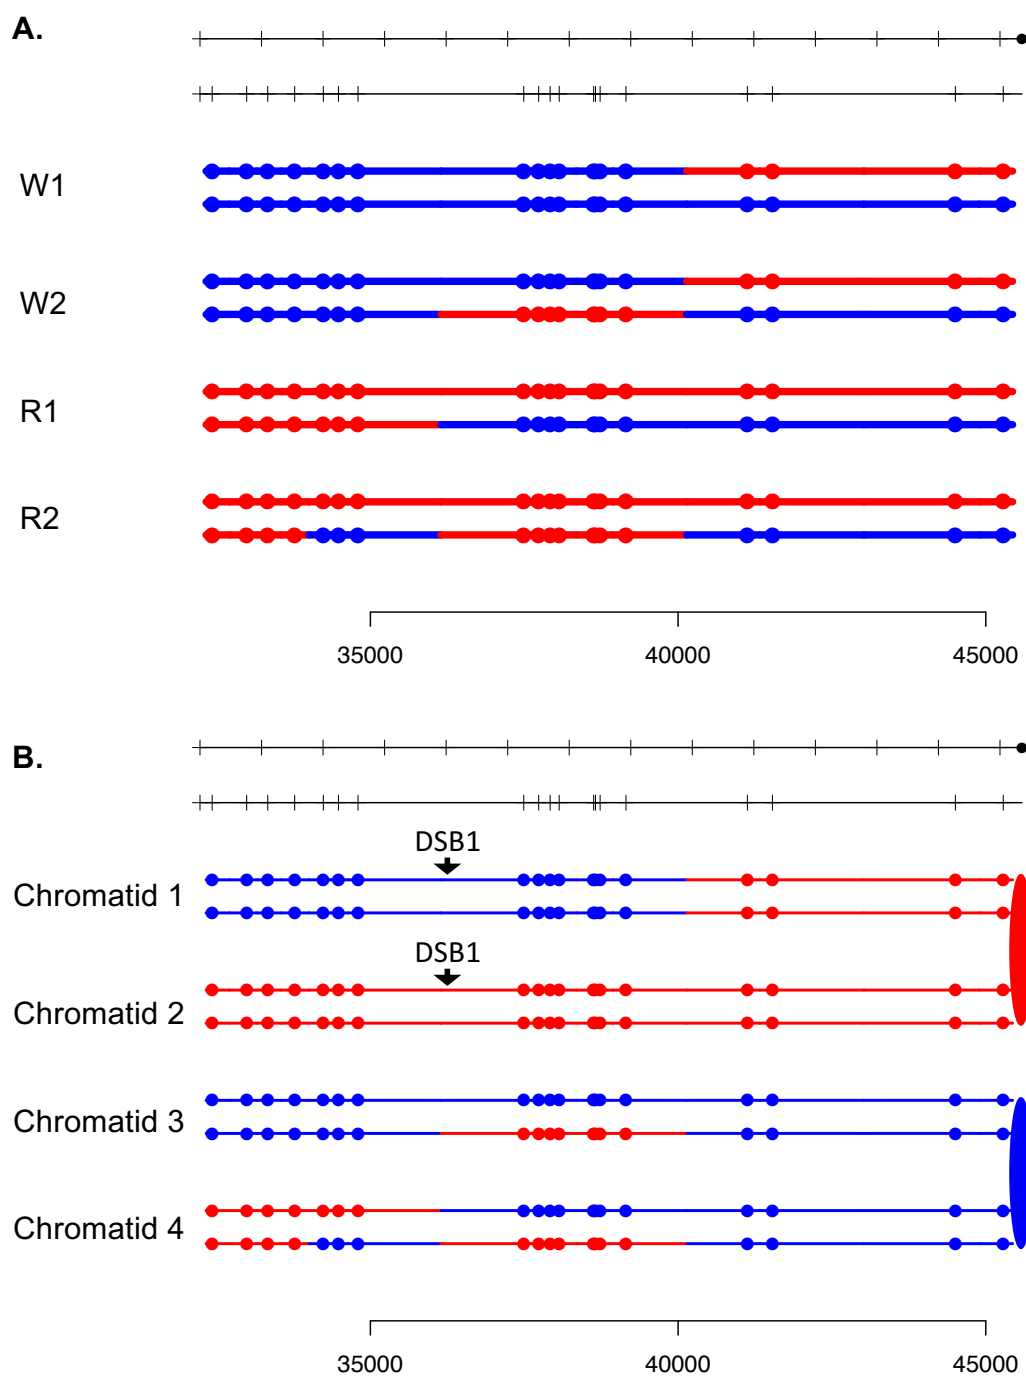 A.
W1
W2
R1
R2
35000 40000 45000
B.
DSB1
Chromatid 1
DSB1
Chromatid 2
Chromatid 3
Chromatid 4
35000 40000 45000